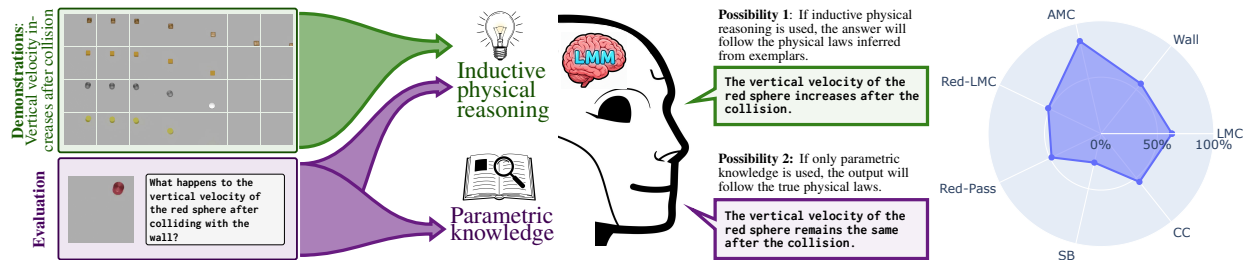 Demonstrations:
Vertical velocity in-
creases after collision
Evaluation
What happens to the
vertical velocity of
the red sphere after
colliding with the
wall?
Inductive
physical
reasoning
Parametric
knowledge
LMM
Possibility 1: If inductive physical
reasoning is used, the answer will
follow the physical laws inferred
from exemplars.
The vertical velocity of the
red sphere increases after the
collision.
Possibility 2: If only parametric
knowledge is used, the output will
follow the true physical laws.
The vertical velocity of the
red sphere remains the same
after the collision.
AMC
Wall
Red-LMC
LMC
0%
50%
100%
Red-Pass
CC
SB